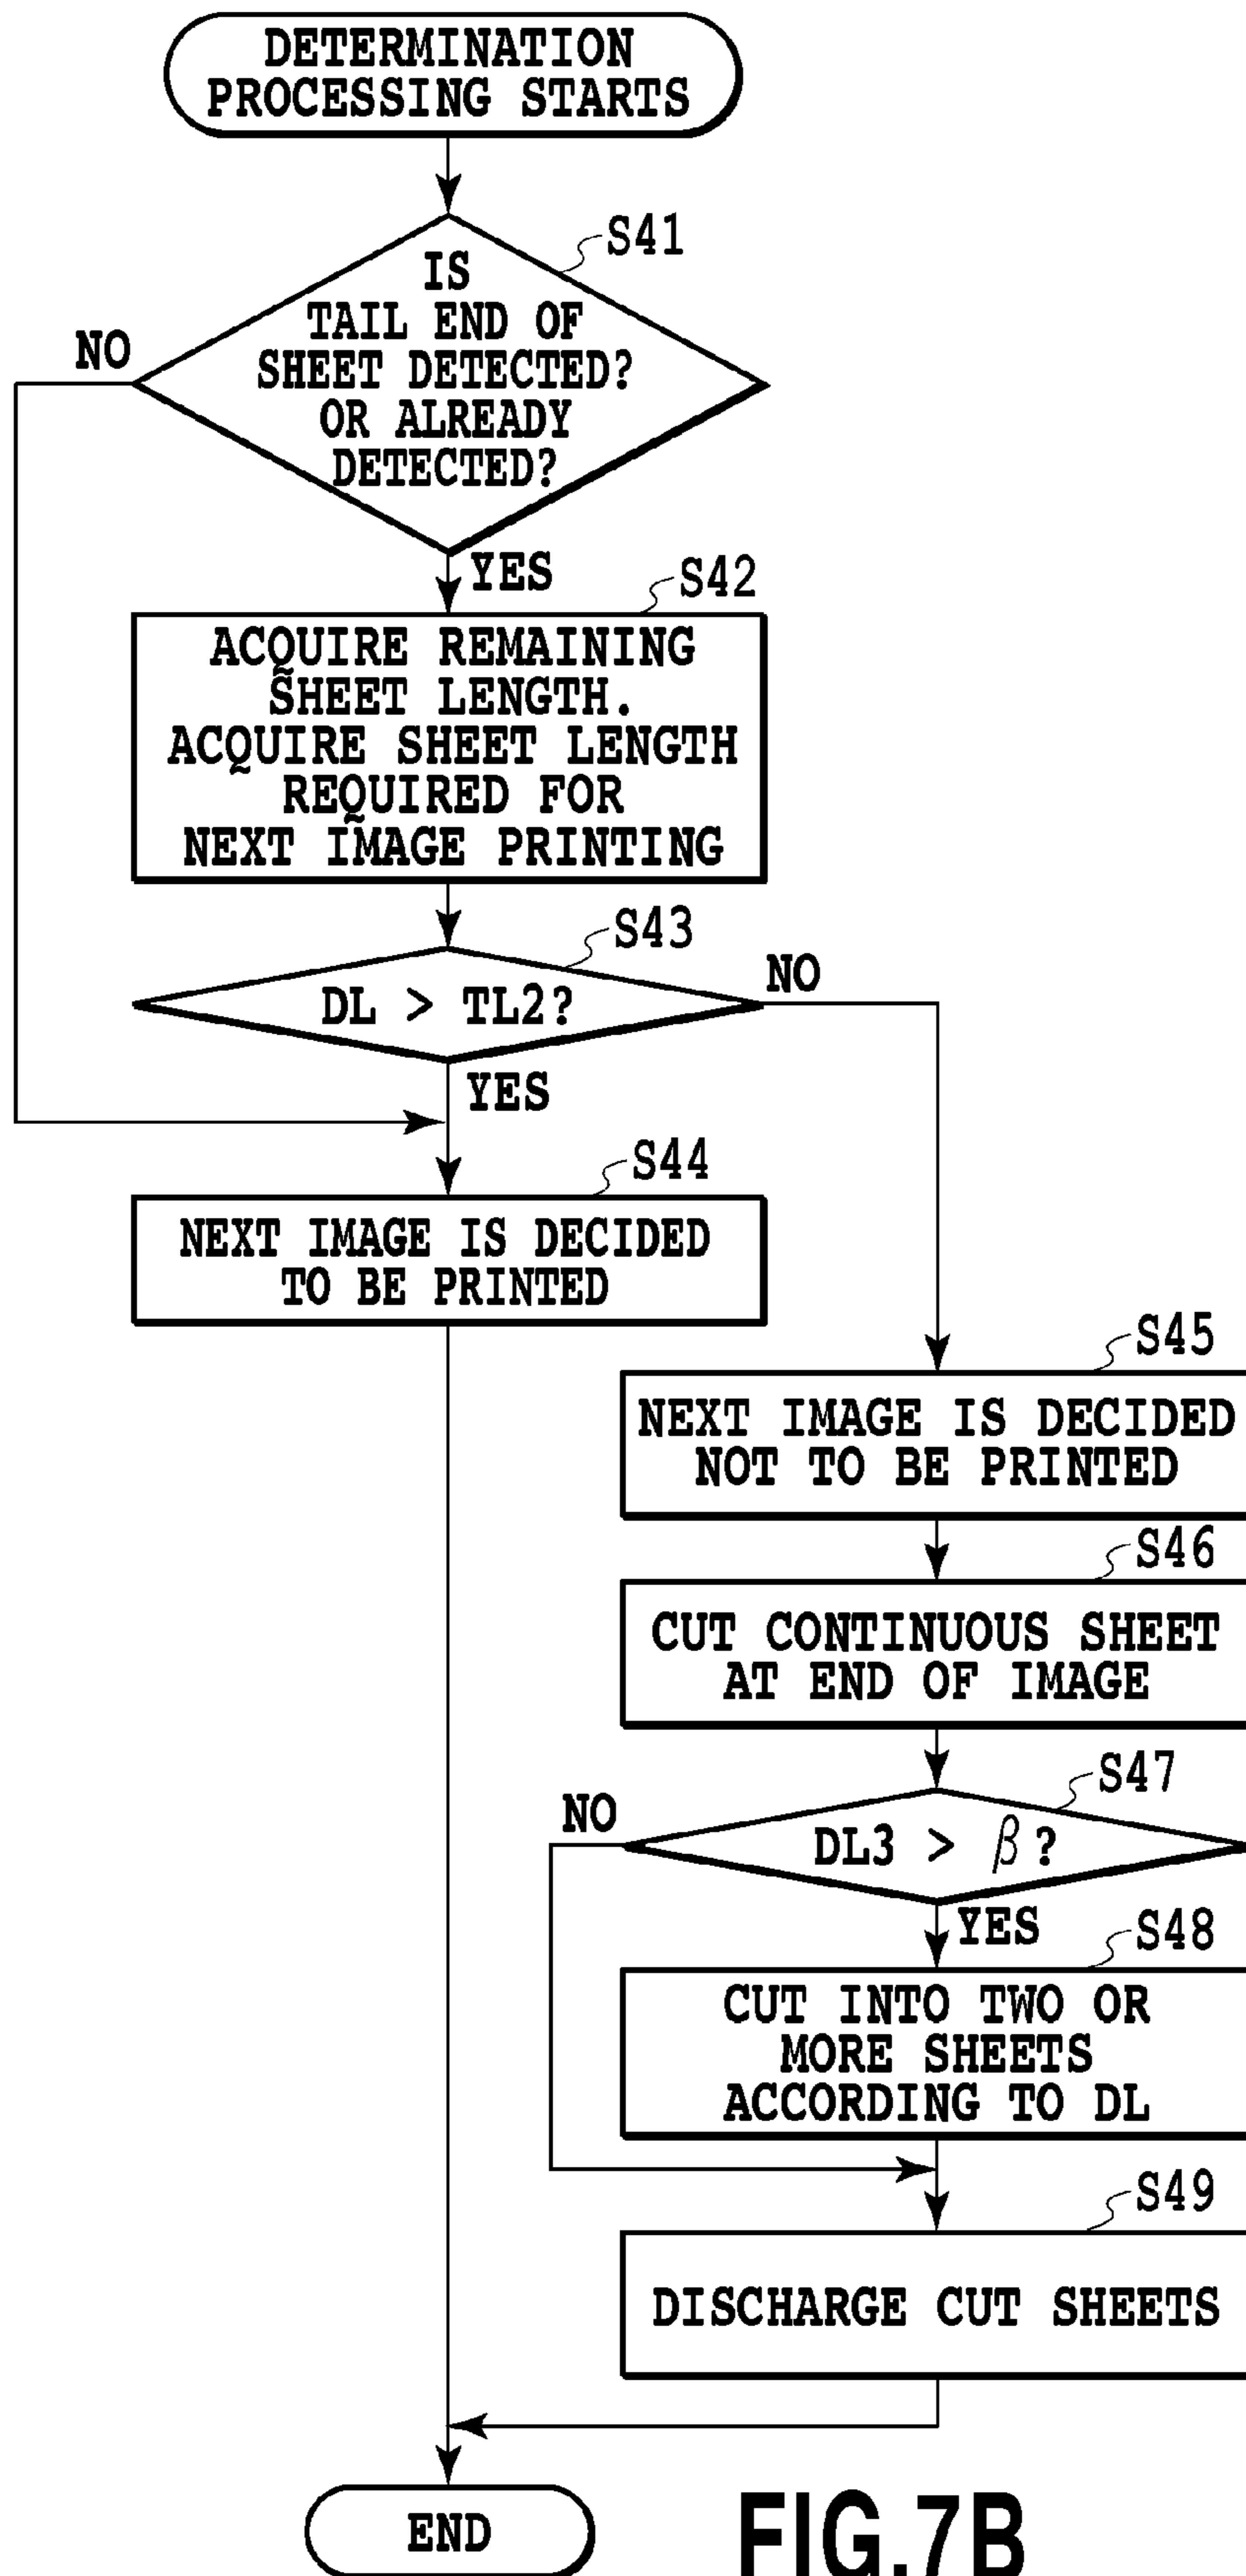 DETERMINATION
PROCESSING STARTS
S41
IS
TAIL END OF
SHEET DETECTED?
OR ALREADY
DETECTED?
NO
YES
S42
ACQUIRE REMAINING
SHEET LENGTH.
ACQUIRE SHEET LENGTH
REQUIRED FOR
NEXT IMAGE PRINTING
S43
DL > TL2?
NO
YES
S44
NEXT IMAGE IS DECIDED
TO BE PRINTED
S45
NEXT IMAGE IS DECIDED
NOT TO BE PRINTED
S46
CUT CONTINUOUS SHEET
AT END OF IMAGE
S47
DL3 > β?
NO
YES
S48
CUT INTO TWO OR
MORE SHEETS
ACCORDING TO DL
S49
DISCHARGE CUT SHEETS
END
FIG.7B